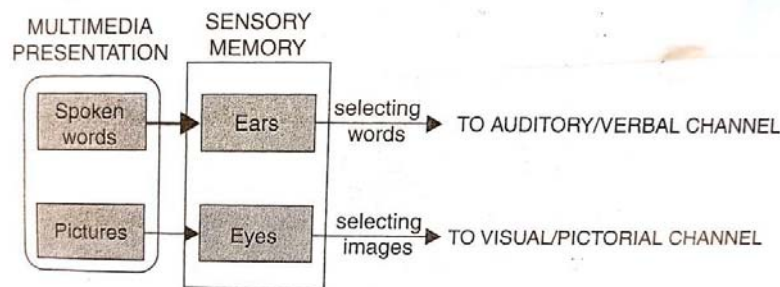 MULTIMEDIA
PRESENTATION
SENSORY
MEMORY
Spoken
words
Ears
selecting
words
TO AUDITORY/VERBAL CHANNEL
Pictures
Eyes
selecting
images
TO VISUAL/PICTORIAL CHANNEL